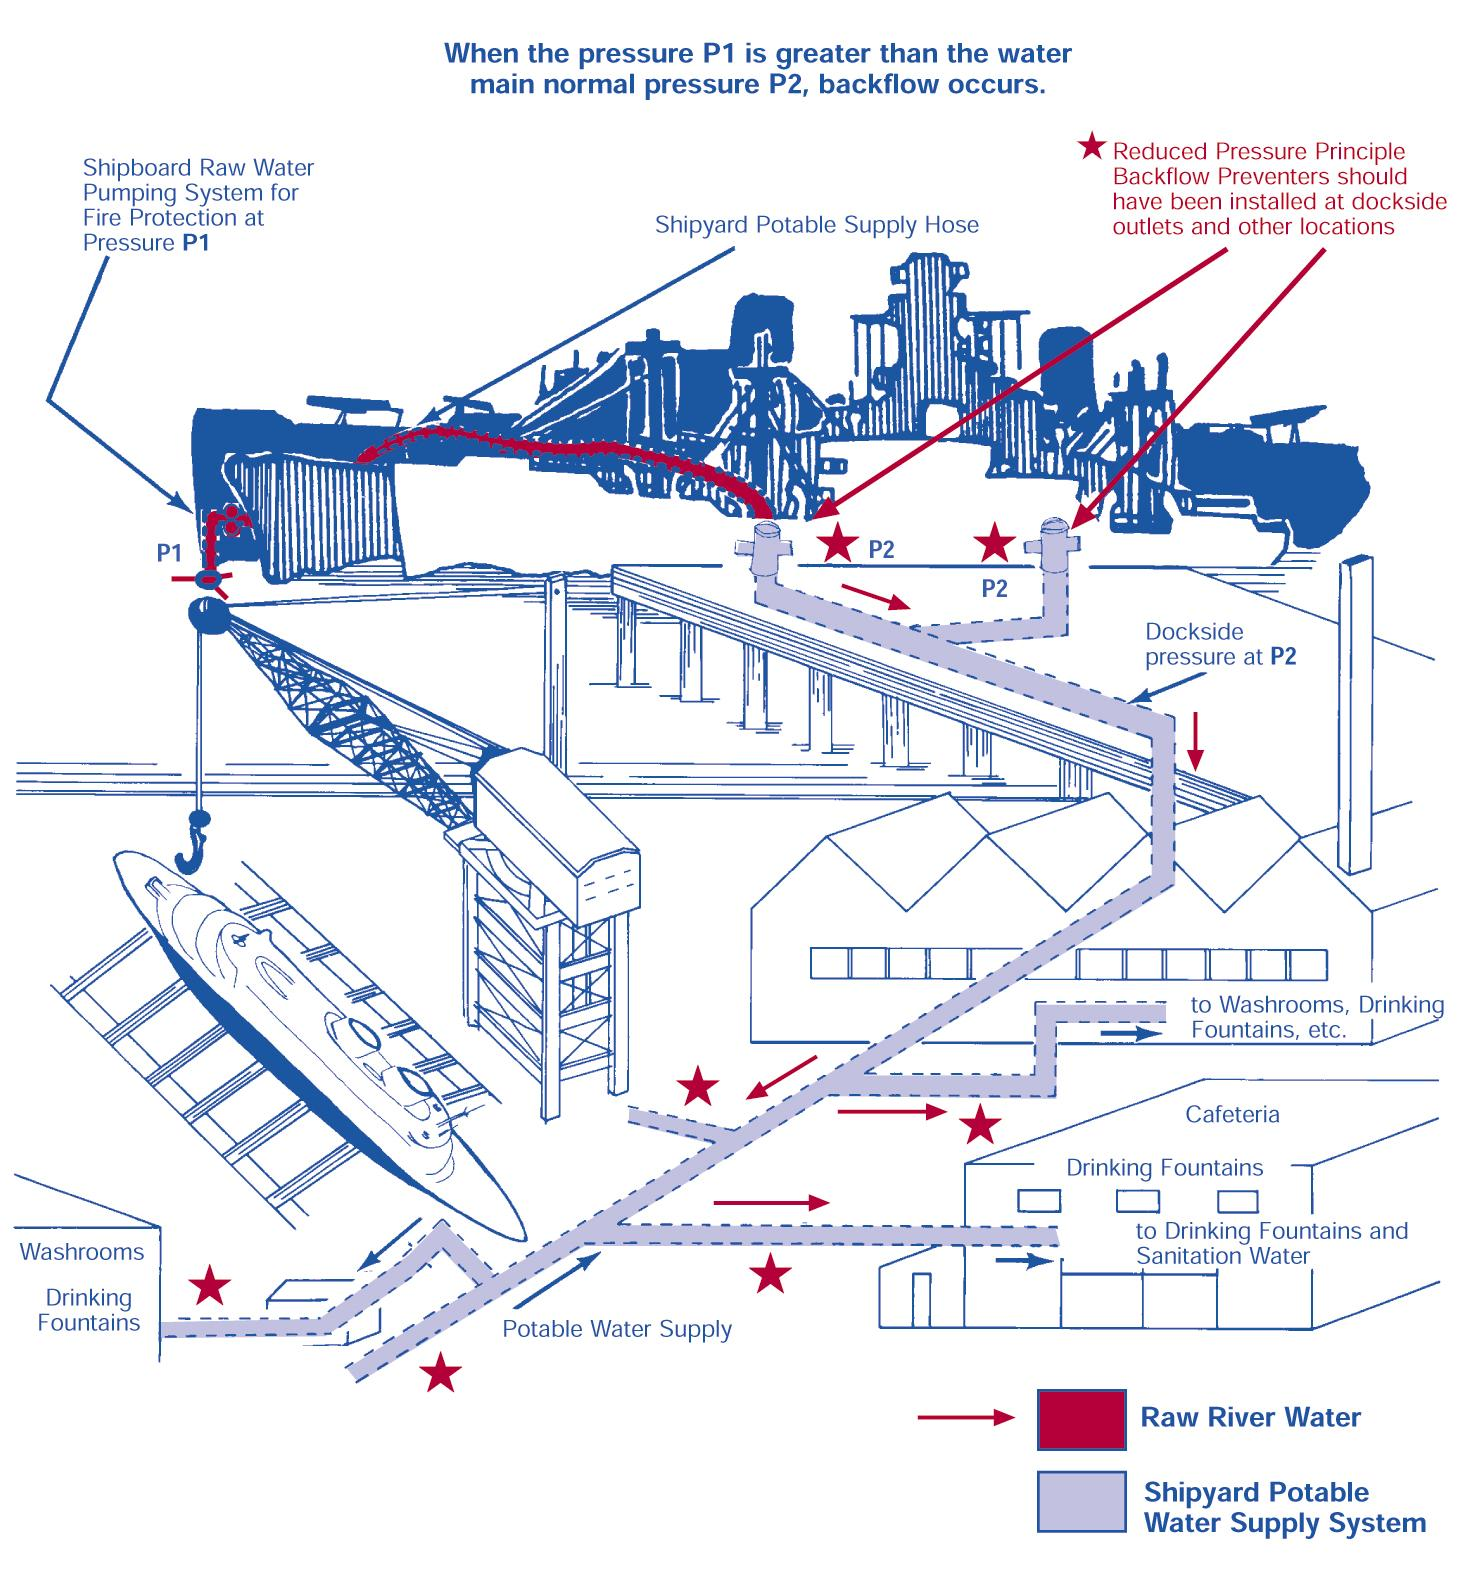 When the pressure P1 is greater than the water
main normal pressure P2, backflow occurs.
Shipboard Raw Water
Pumping System for
Fire Protection at
Pressure P1
Shipyard Potable Supply Hose
Reduced Pressure Principle
Backflow Preventers should
have been installed at dockside
outlets and other locations
P1
P2
P2
Dockside
pressure at P2
to Washrooms, Drinking
Fountains, etc.
Cafeteria
Drinking Fountains
to Drinking Fountains and
Sanitation Water
Washrooms
Drinking
Fountains
Potable Water Supply
Raw River Water
Shipyard Potable
Water Supply System